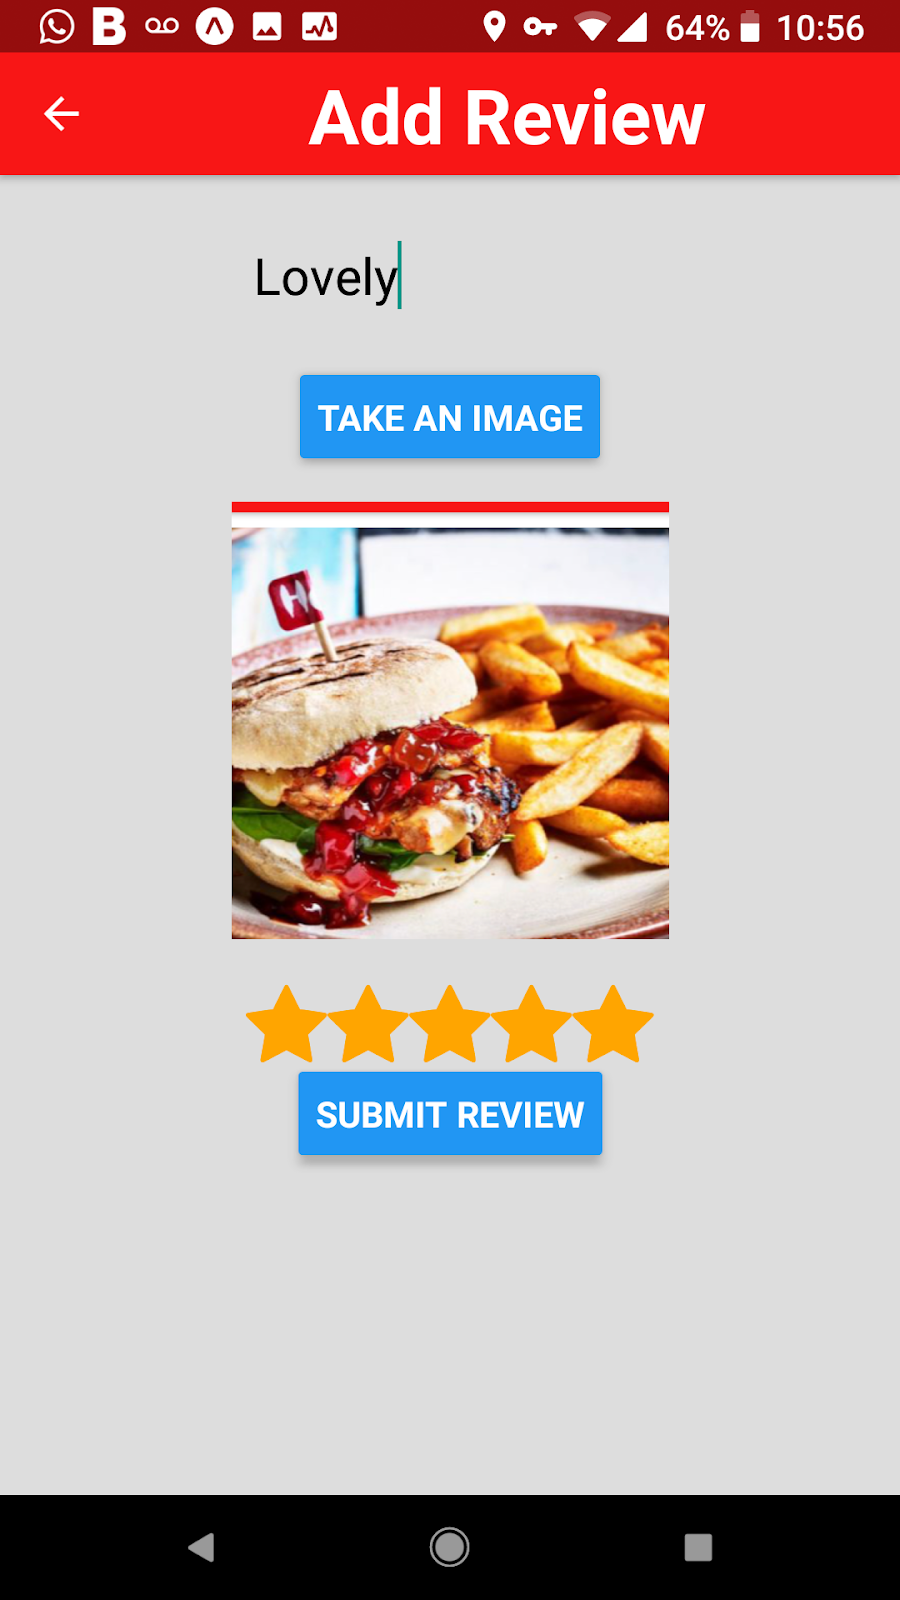 64% 10:56
Add Review
Lovely
TAKE AN IMAGE
H
SUBMIT REVIEW